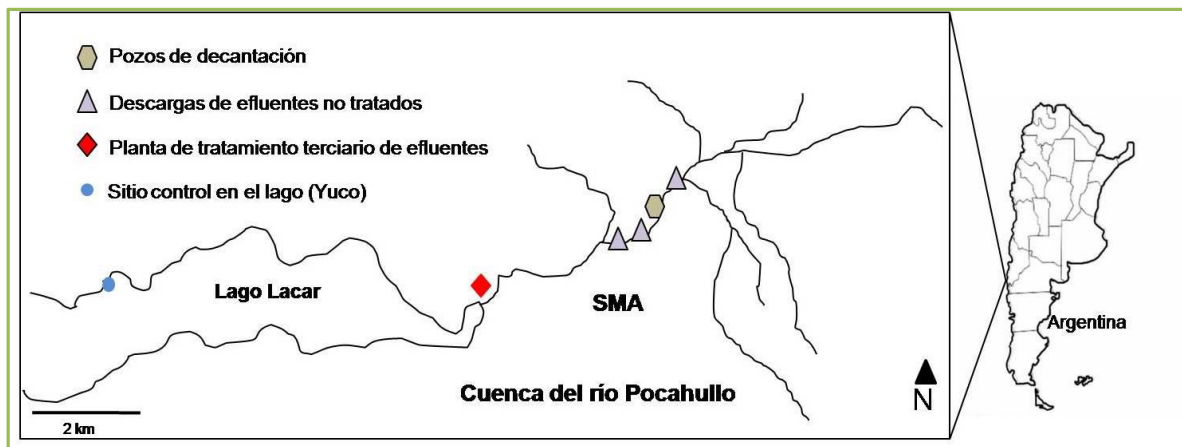 Pozos de decantación
Descargas de efluentes no tratados
Planta de tratamiento terciario de efluentes
Sitio control en el lago (Yuco)
Lago Lacar
SMA
Argentina
Cuenca del río Pocahullo
N
2 km